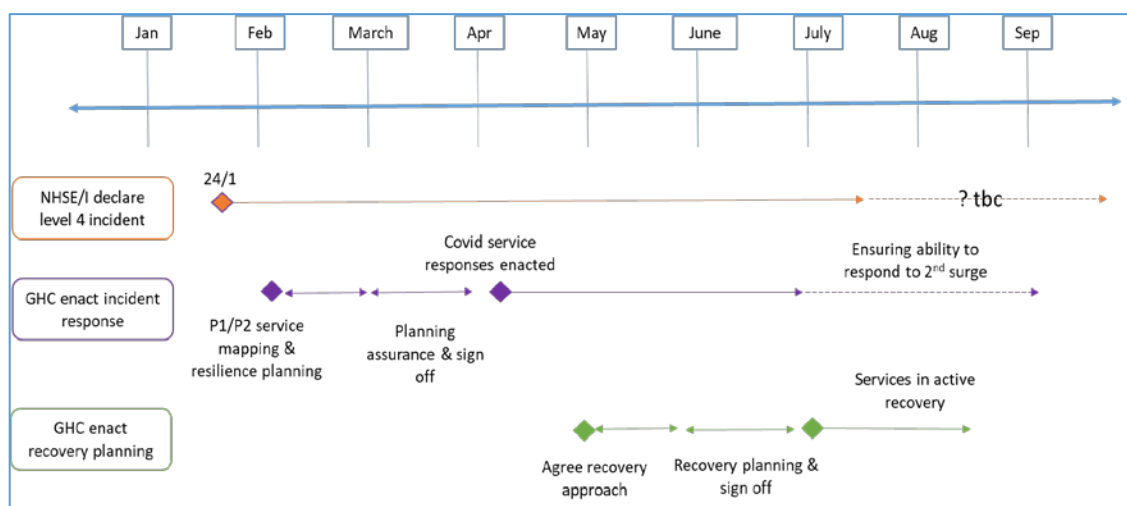 Jan
Feb
March
Apr
May
June
July
Aug
Sep
NHSE/I declare
level 4 incident
24/1
? tbc
GHC enact incident
response
Covid service
responses enacted
Ensuring ability to
respond to 2nd surge
P1/P2 service
mapping &
resilience planning
Planning
assurance & sign
off
GHC enact
recovery planning
Services in active
recovery
Agree recovery
approach
Recovery planning &
sign off